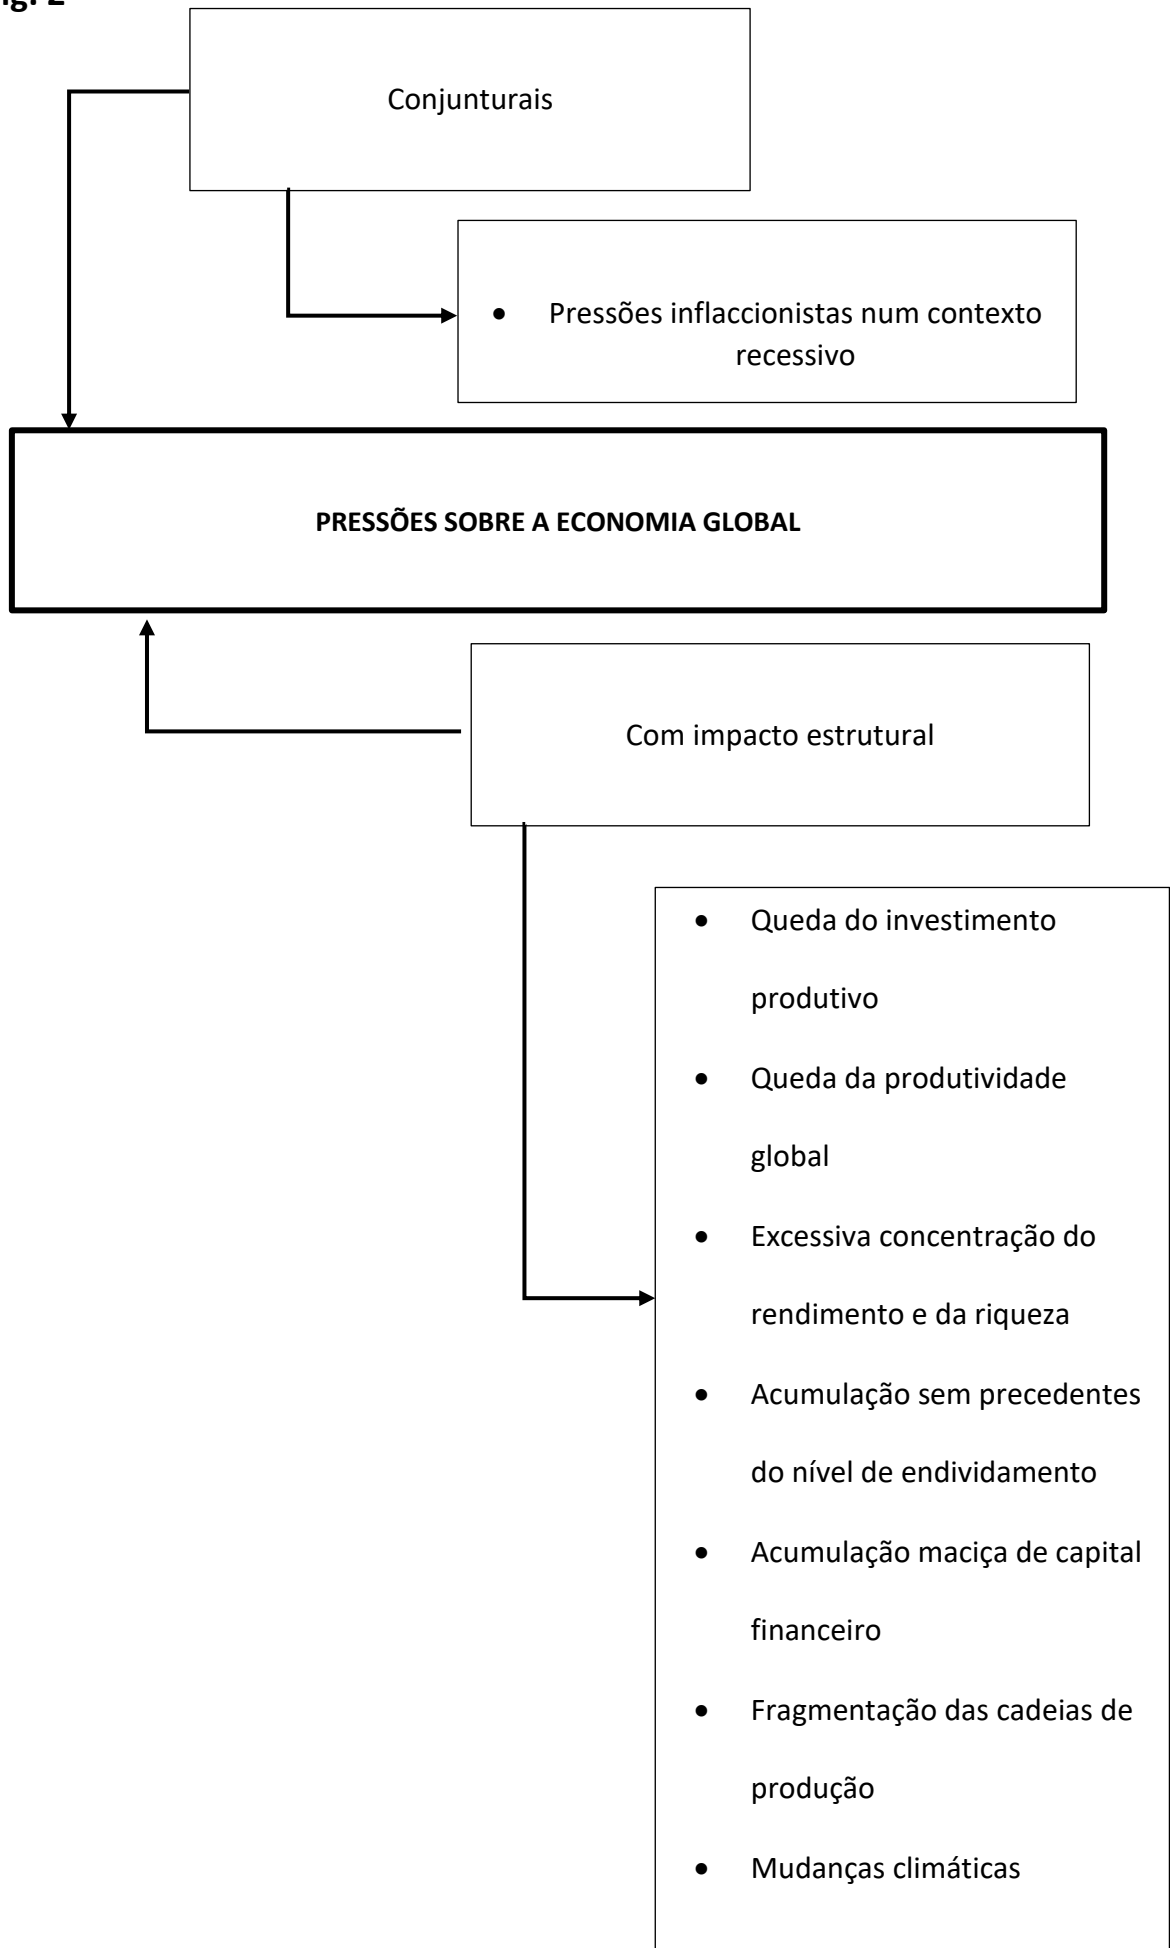 Conjunturais
• Pressões inflaccionistas num contexto
recessivo
PRESSÕES SOBRE A ECONOMIA GLOBAL
Com impacto estrutural
• Queda do investimento
produtivo
• Queda da produtividade
global
• Excessiva concentração do
rendimento e da riqueza
• Acumulação sem precedentes
do nível de endividamento
• Acumulação maciça de capital
financeiro
• Fragmentação das cadeias de
produção
• Mudanças climáticas